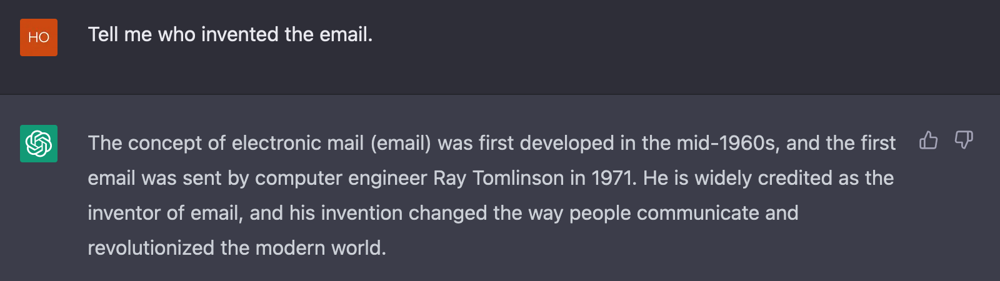 HO
Tell me who invented the email.
The concept of electronic mail (email) was first developed in the mid-1960s, and the first
email was sent by computer engineer Ray Tomlinson in 1971. He is widely credited as the
inventor of email, and his invention changed the way people communicate and
revolutionized the modern world.